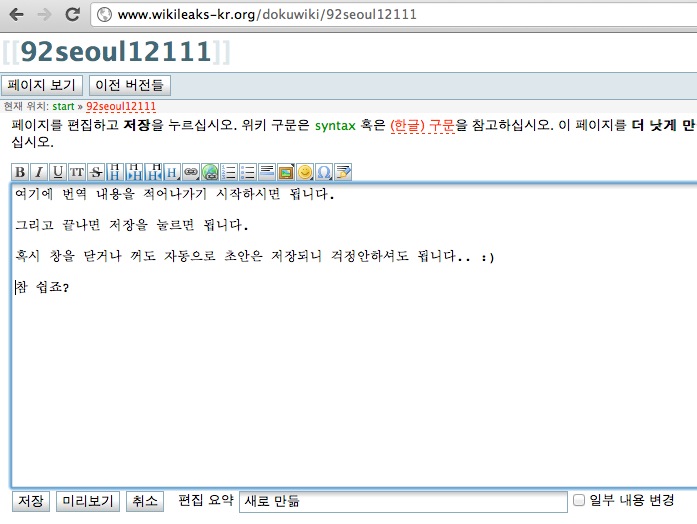 www.wikileaks-kr.org/dokuwiki/92seoul12111
[[92seoul12111]]
페이지 보기 이전 버전들
현재 위치: start » 92seoul12111
페이지를 편집하고 저장을 누르십시오. 위키 구문은 syntax 혹은 (한글) 구문을 참고하십시오. 이 페이지를 더 낫게 만
십시오.
B I U TT S H H H H
여기에 번역 내용을 적어나가기 시작하시면 됩니다.
그리고 끝나면 저장을 눌르면 됩니다.
혹시 창을 닫거나 꺼도 자동으로 초안은 저장되니 걱정안하셔도 됩니다.. :)
참 쉽죠?
저장 미리보기 취소 편집 요약 새로 만듦 일부 내용 변경